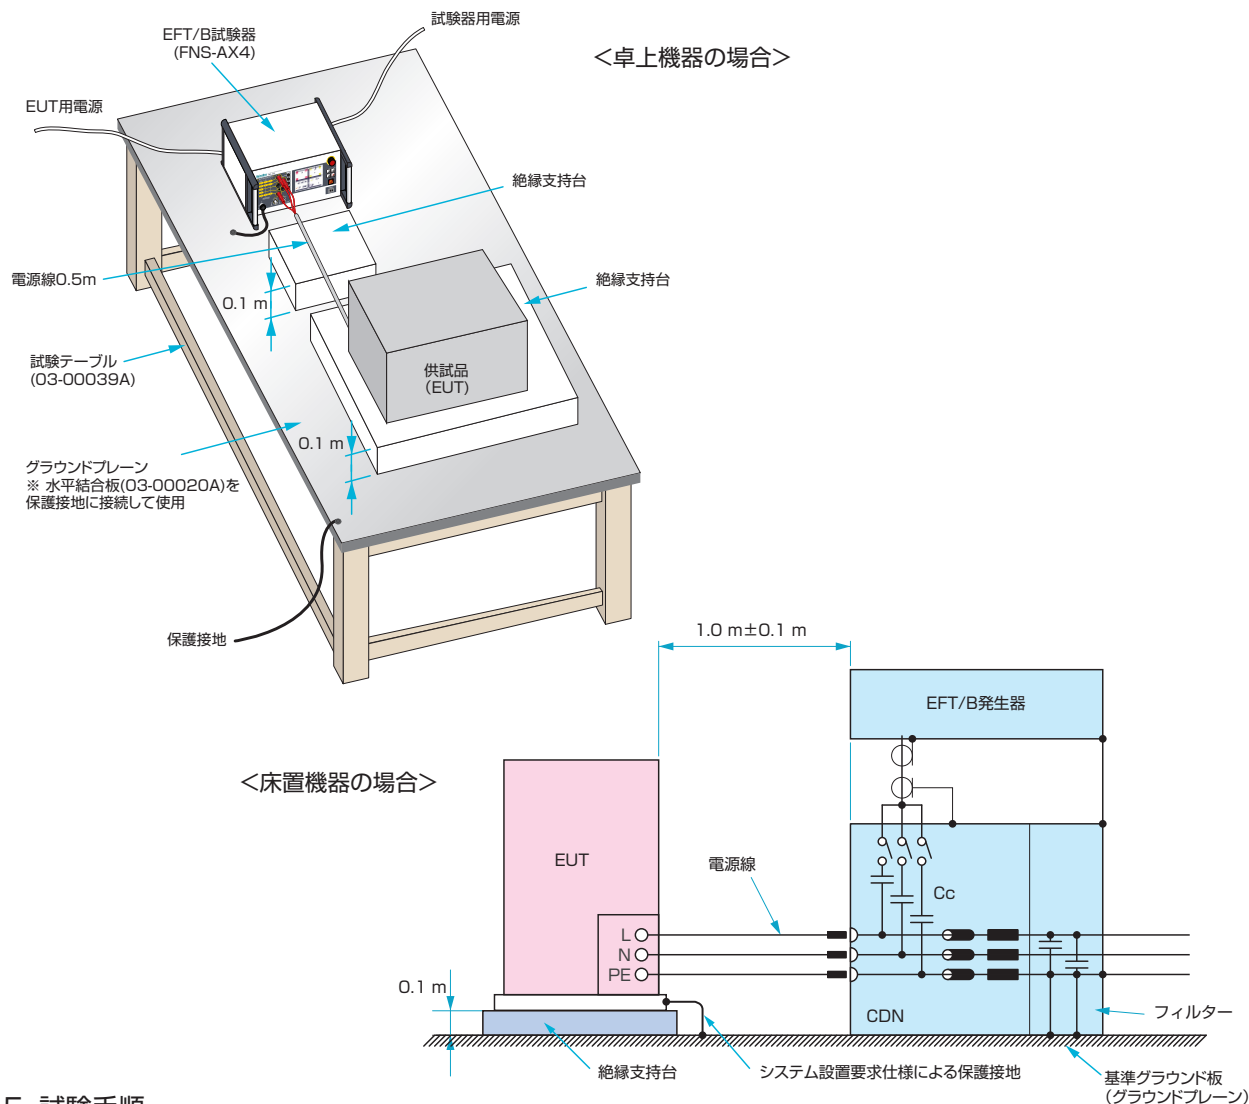 試験器用電源
EFT/B試験器
(FNS-AX4)
＜卓上機器の場合＞
EUT用電源
絶縁支持台
電源線0.5m
絶縁支持台
0.1 m
試験テーブル
(03-00039A)
供試品
(EUT)
0.1 m
グラウンドプレーン
※ 水平結合板(03-00020A)を
保護接地に接続して使用
保護接地
1.0 m±0.1 m
EFT/B発生器
＜床置機器の場合＞
EUT
電源線
Cc
L
N
PE
0.1 m
CDN
フィルター
絶縁支持台
システム設置要求仕様による保護接地
基準グラウンド板
(グラウンドプレーン)